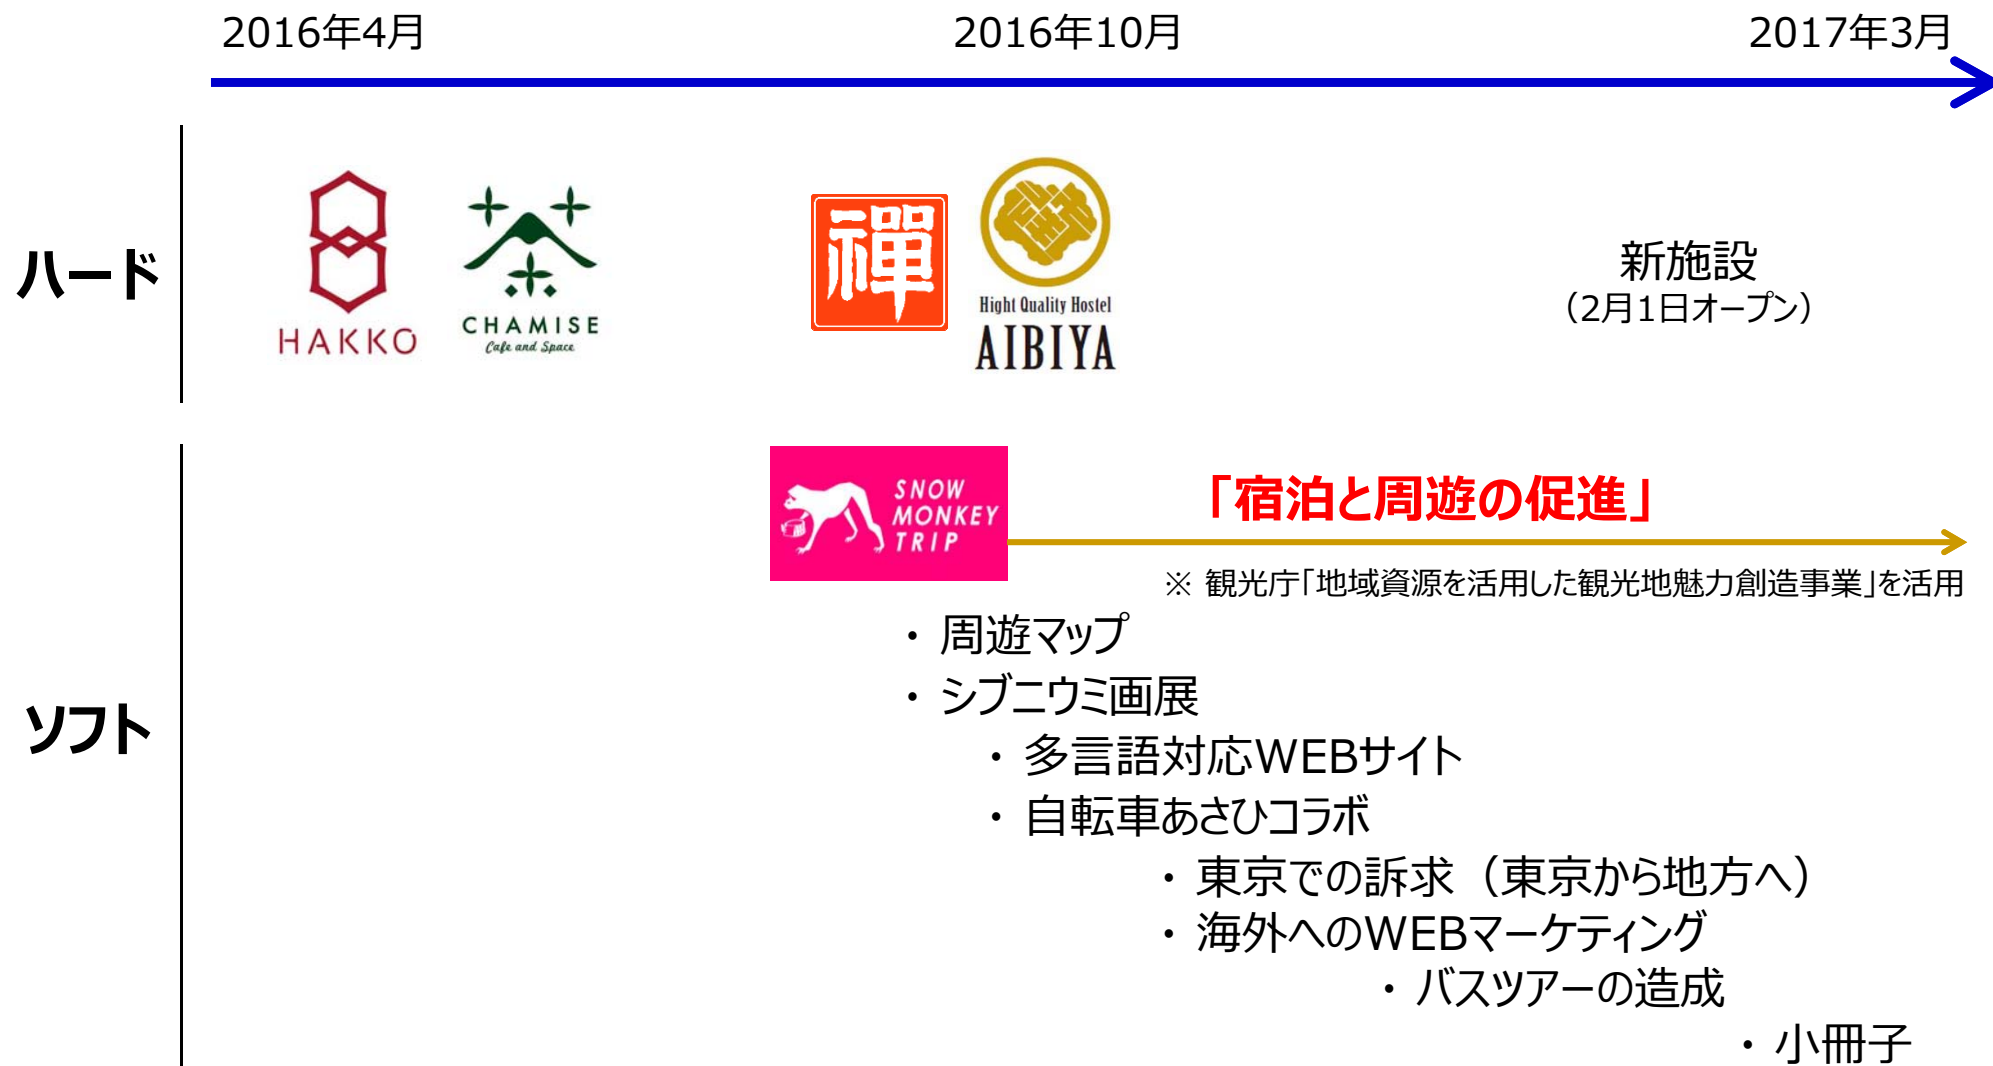 2016年4月
2016年10月
2017年3月
ハード
HAKKO
CHAMISE
Cafe and Space
禪
Hight Quality Hostel
AIBIYA
新施設
（2月1日オープン）
ソフト
SNOW
MONKEY
TRIP
「宿泊と周遊の促進」
※ 観光庁「地域資源を活用した観光地魅力創造事業」を活用
・ 周遊マップ
・ シブニウミ画展
・ 多言語対応WEBサイト
・ 自転車あさひコラボ
・ 東京での訴求（東京から地方へ）
・ 海外へのWEBマーケティング
・ バスツアーの造成
・ 小冊子